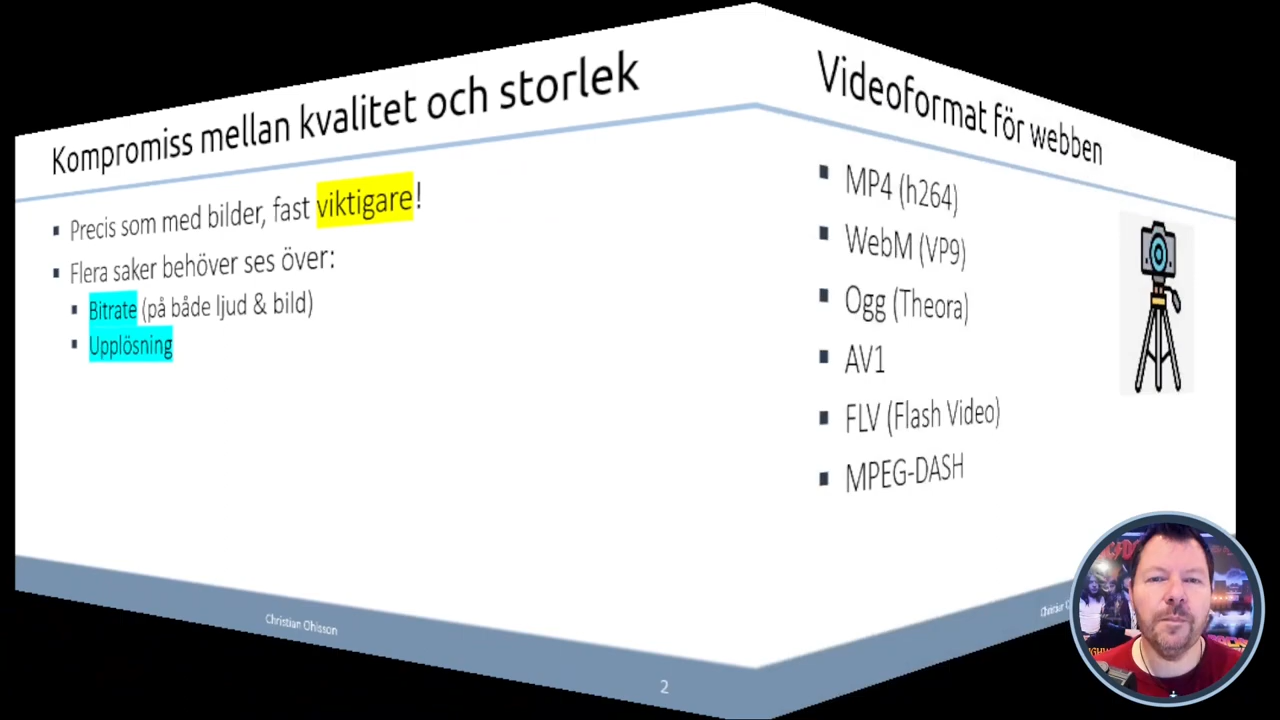 Kompromiss mellan kvalitet och storlek
Precis som med bilder, fast viktigare!
Flera saker behöver ses över:
Bitrate (på både ljud & bild)
Upplösning
Christian Ohlsson
2
Videoformat för webben
MP4 (h264)
WebM (VP9)
Ogg (Theora)
AV1
FLV (Flash Video)
MPEG-DASH